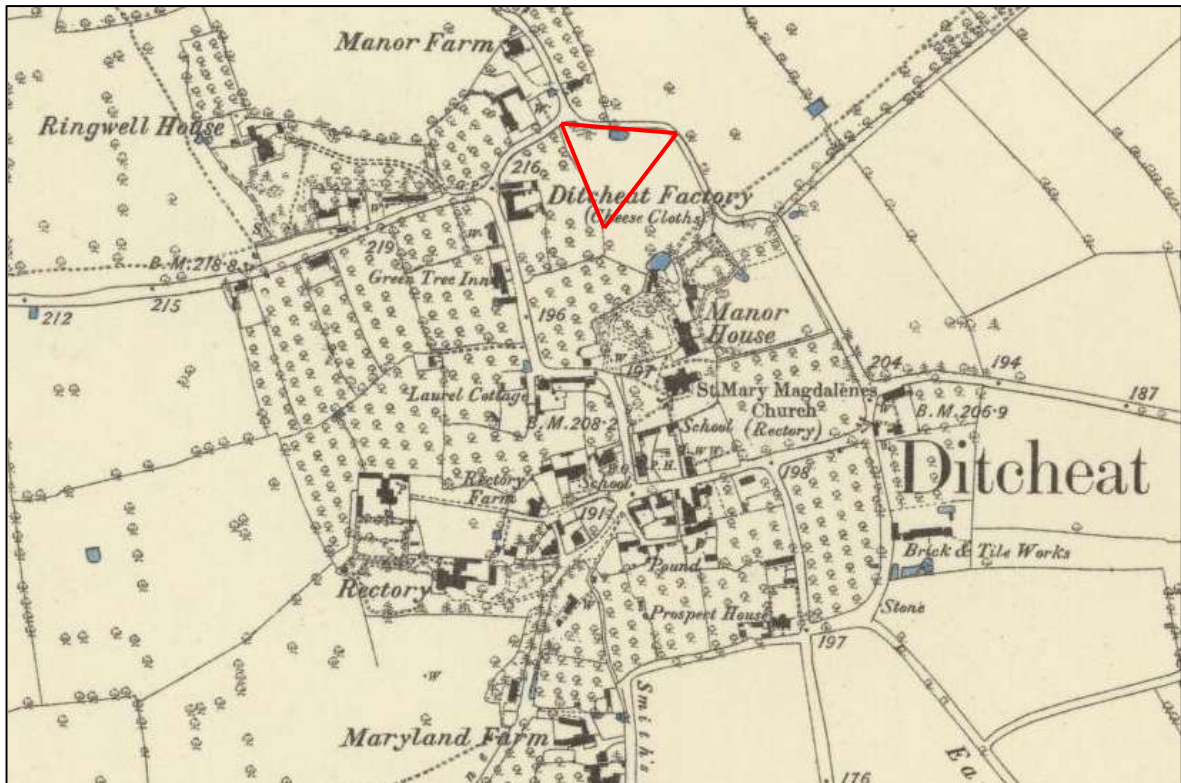 Manor Farm
Ringwell House
216
Ditcheat Factory
(Cheese Cloths)
W
219
W.
B.M.218·8
Green Tree Inn
215
212
196
Manor
House
W
197
204
194
187
Laurel Cottage
St. Mary Magdalene's
Church
(Rectory)
B.M.206·9
B.M.208·2
School
W. W.
P.H.
Ditcheat
Rectory
Farm
School
198
191
Brick & Tile Works
Pound
Rectory
W
Stone
Prospect House
197
W
Smith's
Maryland Farm
Ea
176